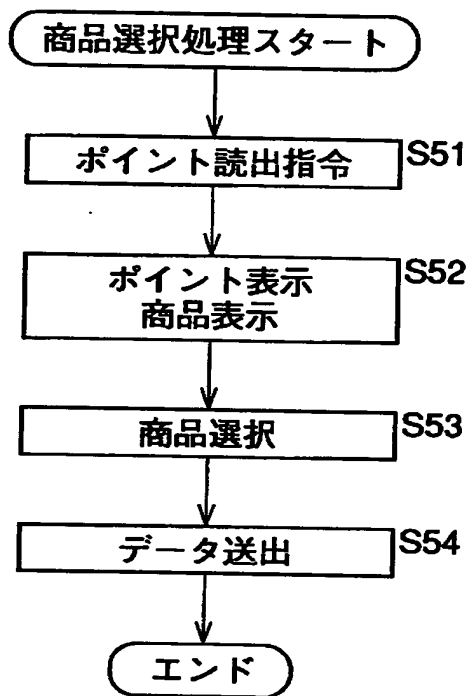 商品選択処理スタート
ポイント読出指令 S51
ポイント表示 S52
商品表示
商品選択 S53
データ送出 S54
エンド